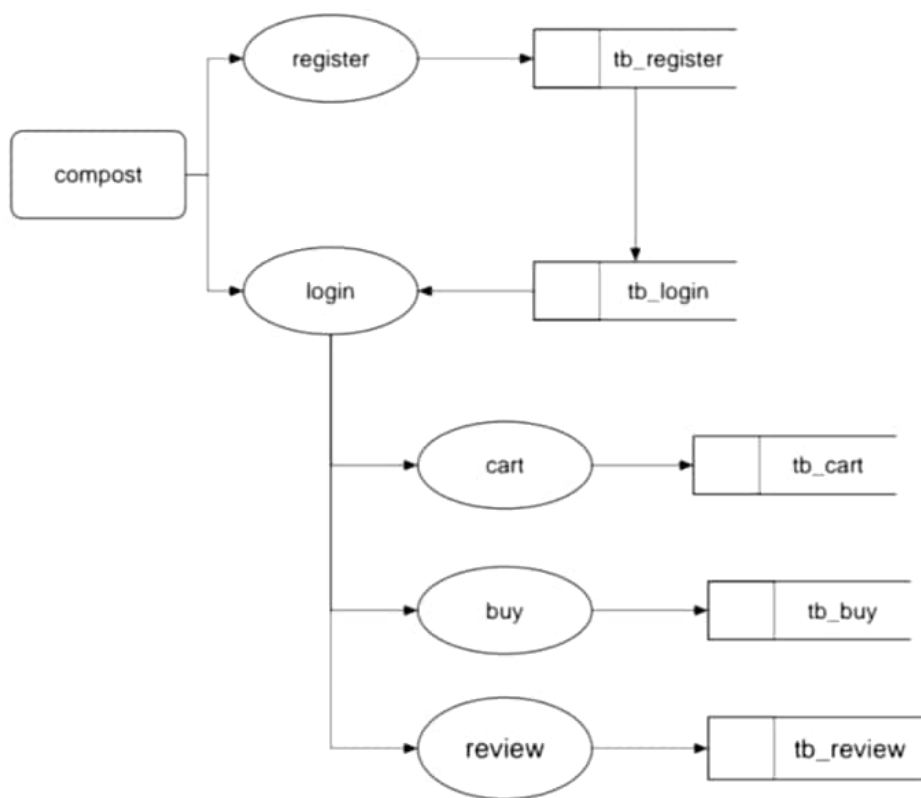 register
tb_register
compost
login
tb_login
cart
tb_cart
buy
tb_buy
review
tb_review